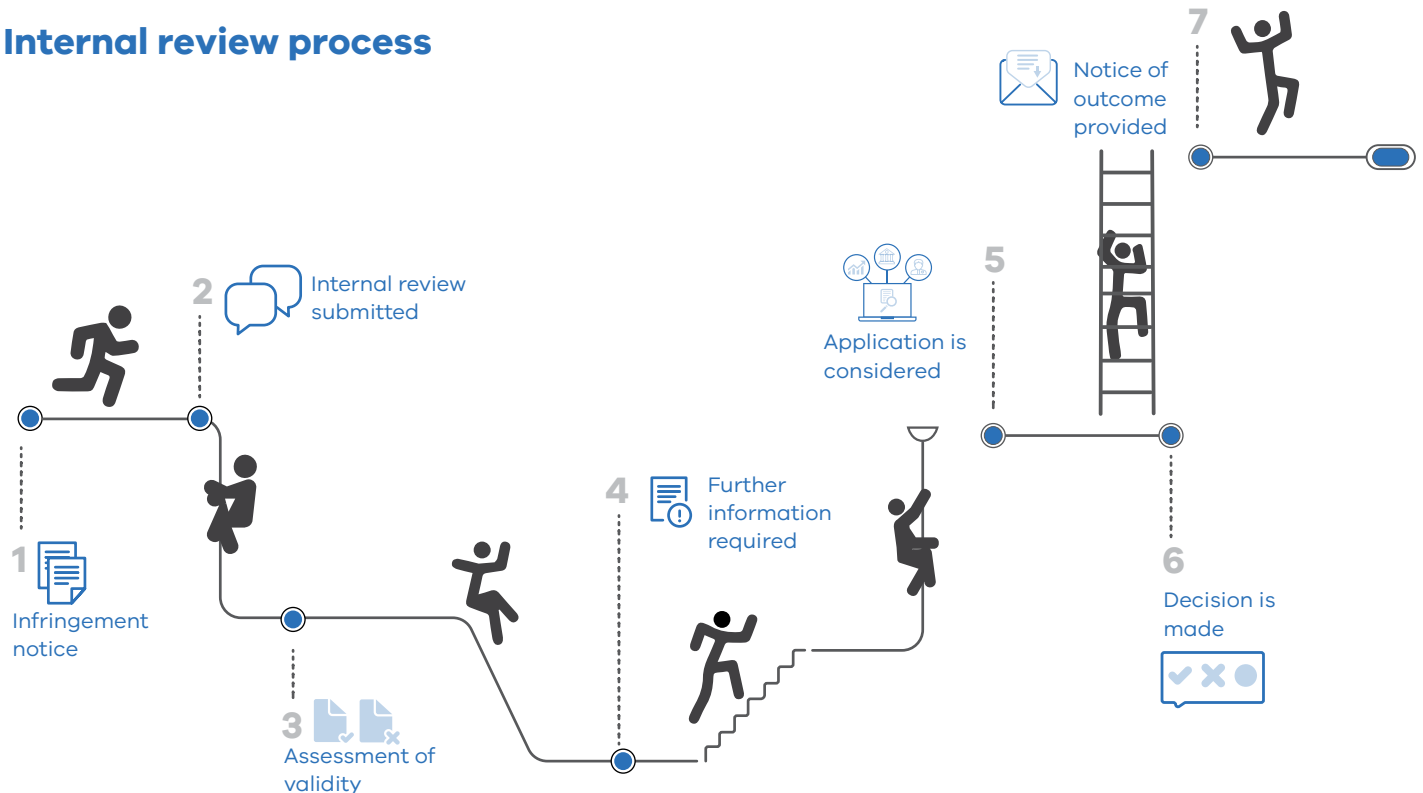 Internal review process
1
Infringement
notice
2
Internal review
submitted
3
Assessment of
validity
4
Further
information
required
5
Application is
considered
6
Decision is
made
7
Notice of
outcome
provided